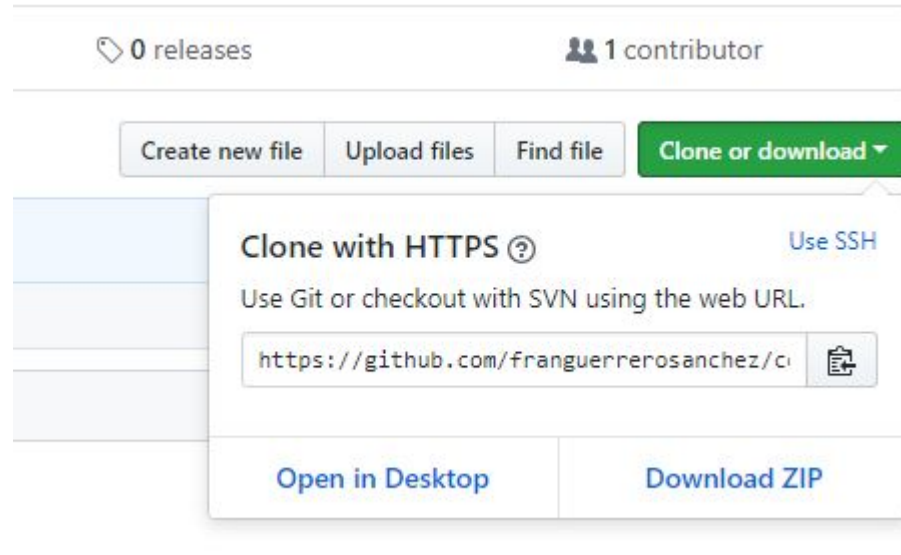 0 releases 1 contributor
Create new file Upload files Find file Clone or download
Clone with HTTPS Use SSH
Use Git or checkout with SVN using the web URL.
https://github.com/franguerrerosanchez/c
Open in Desktop Download ZIP